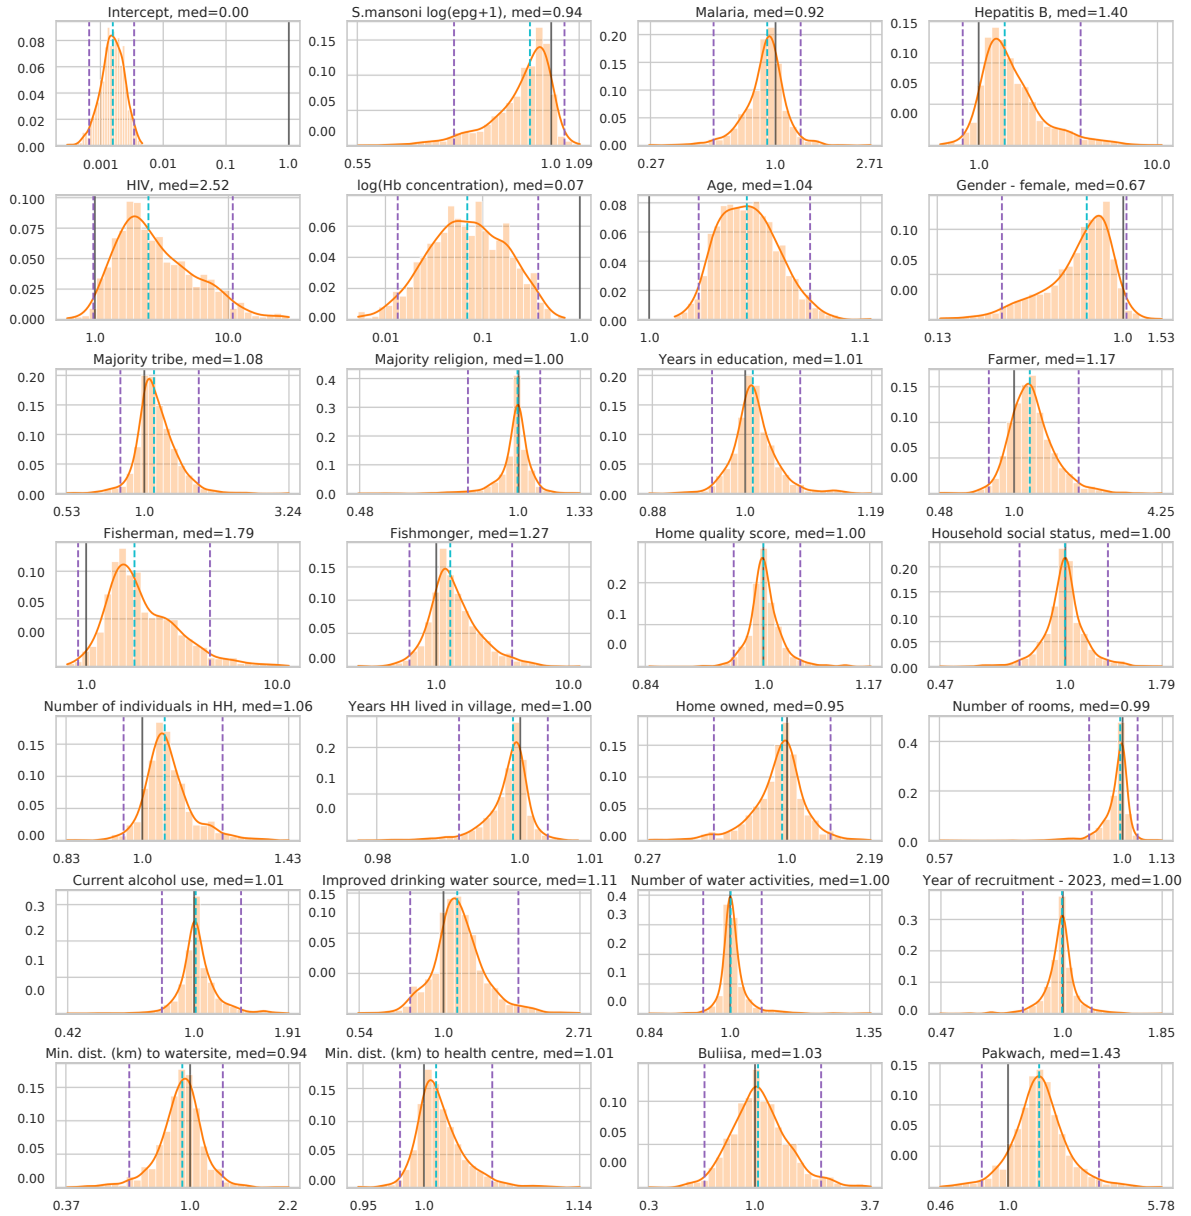 Intercept, med=0.00
0.08
0.06
0.04
0.02
0.00
0.001 0.01 0.1 1.0
S.mansoni log(epg+1), med=0.94
0.15
0.10
0.05
0.00
0.55 1.0 1.09
Malaria, med=0.92
0.20
0.15
0.10
0.05
0.00
0.27 1.0 2.71
Hepatitis B, med=1.40
0.15
0.10
0.05
0.00
1.0 10.0
HIV, med=2.52
0.100
0.075
0.050
0.025
0.000
1.0 10.0
log(Hb concentration), med=0.07
0.06
0.04
0.02
0.00
0.01 0.1 1.0
Age, med=1.04
0.08
0.06
0.04
0.02
0.00
1.0 1.1
Gender - female, med=0.67
0.10
0.05
0.00
0.13 1.0 1.53
Majority tribe, med=1.08
0.20
0.15
0.10
0.05
0.00
0.53 1.0 3.24
Majority religion, med=1.00
0.4
0.3
0.2
0.1
0.0
0.48 1.0 1.33
Years in education, med=1.01
0.20
0.15
0.10
0.05
0.00
0.88 1.0 1.19
Farmer, med=1.17
0.15
0.10
0.05
0.00
0.48 1.0 4.25
Fisherman, med=1.79
0.10
0.05
0.00
1.0 10.0
Fishmonger, med=1.27
0.15
0.10
0.05
0.00
1.0 10.0
Home quality score, med=1.00
0.2
0.1
0.0
0.84 1.0 1.17
Household social status, med=1.00
0.20
0.15
0.10
0.05
0.00
0.47 1.0 1.79
Number of individuals in HH, med=1.06
0.15
0.10
0.05
0.00
0.83 1.0 1.43
Years HH lived in village, med=1.00
0.2
0.1
0.0
0.98 1.0 1.01
Home owned, med=0.95
0.15
0.10
0.05
0.00
0.27 1.0 2.19
Number of rooms, med=0.99
0.4
0.2
0.0
0.57 1.0 1.13
Current alcohol use, med=1.01
0.3
0.2
0.1
0.0
0.42 1.0 1.91
Improved drinking water source, med=1.11
0.15
0.10
0.05
0.00
0.54 1.0 2.71
Number of water activities, med=1.00
0.4
0.3
0.2
0.1
0.0
0.84 1.0 1.35
Year of recruitment - 2023, med=1.00
0.3
0.2
0.1
0.0
0.47 1.0 1.85
Min. dist. (km) to watersite, med=0.94
0.15
0.10
0.05
0.00
0.37 1.0 2.2
Min. dist. (km) to health centre, med=1.01
0.15
0.10
0.05
0.00
0.95 1.0 1.14
Buliisa, med=1.03
0.10
0.05
0.00
0.3 1.0 3.7
Pakwach, med=1.43
0.15
0.10
0.05
0.00
0.46 1.0 5.78